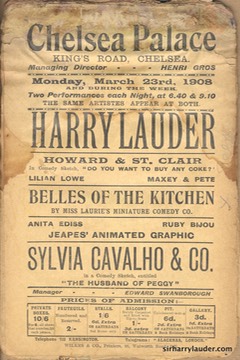 Chelsea Palace
KING'S ROAD, CHELSEA.
Managing Director - - - HENRI GROS
Monday, March 23rd, 1908
AND DURING THE WEEK.
Two Performances each Night, at 6.40 & 9.10
THE SAME ARTISTES APPEAR AT BOTH.
HARRY LAUDER
HOWARD & ST. CLAIR
In Comedy Sketch, "DO YOU WANT TO BUY ANY COKE?"
LILIAN LOWE MAXEY & PETE
BELLES OF THE KITCHEN
BY MISS LAURIE'S MINIATURE COMEDY CO.
ANITA EDISS RUBY BIJOU
JEAPES' ANIMATED GRAPHIC
SYLVIA CAVALHO & CO.
in a Comedy Sketch, entitled
"THE HUSBAND OF PEGGY"
Manager - - - EDWARD SWANBOROUGH
PRICES OF ADMISSION:
PRIVATE BOXES, 10/6
2/-
STALLS, 1/6
1/-
PIT, 6d.
GALLERY, 3d.
sirharrylauder.com